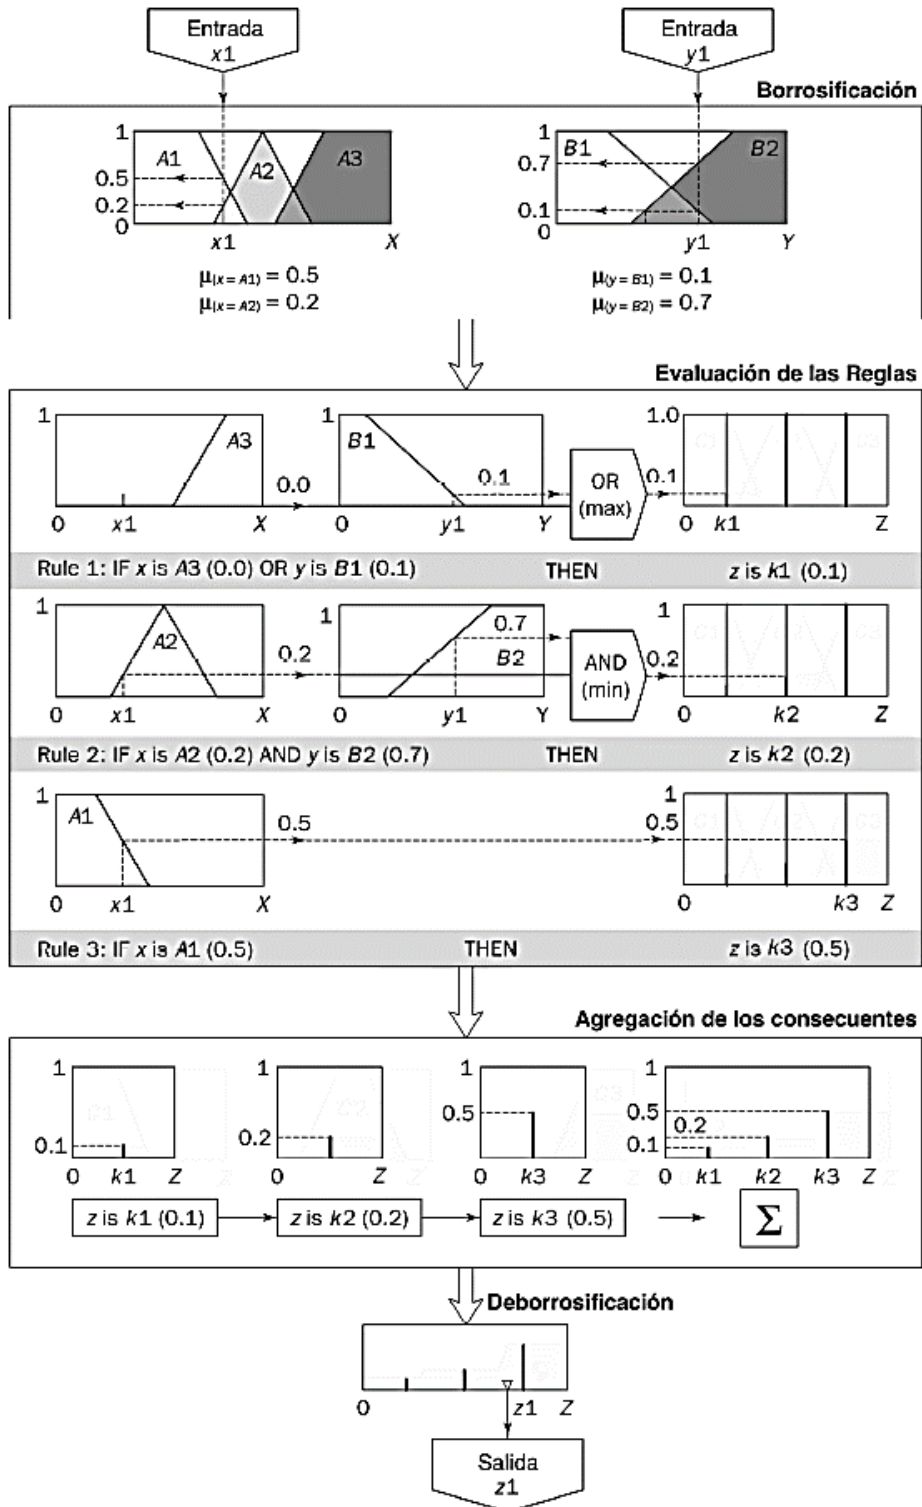 Entrada
x1
Entrada
y1
Borrosificación
1
A1
A2
A3
0.5
0.2
0
x1
X
μ(x = A1) = 0.5
μ(x = A2) = 0.2
1
B1
B2
0.7
0.1
0
y1
Y
μ(y = B1) = 0.1
μ(y = B2) = 0.7
Evaluación de las Reglas
1
A3
0.0
0
x1
X
1
B1
0.1
0
y1
Y
OR
(max)
1.0
0.1
0
k1
Z
Rule 1: IF x is A3 (0.0) OR y is B1 (0.1) THEN z is k1 (0.1)
1
A2
0.2
0
x1
X
1
0.7
B2
0
y1
Y
AND
(min)
1
0.2
0
k2
Z
Rule 2: IF x is A2 (0.2) AND y is B2 (0.7) THEN z is k2 (0.2)
1
A1
0.5
0
x1
X
1
0.5
0
k3
Z
Rule 3: IF x is A1 (0.5) THEN z is k3 (0.5)
Agregación de los consecuentes
1
0.1
0 k1 Z
1
0.2
0 k2 Z
1
0.5
0 k3 Z
1
0.5
0.2
0.1
0 k1 k2 k3 Z
z is k1 (0.1)
z is k2 (0.2)
z is k3 (0.5)
Σ
Deborrosificación
0 z1 Z
Salida
z1